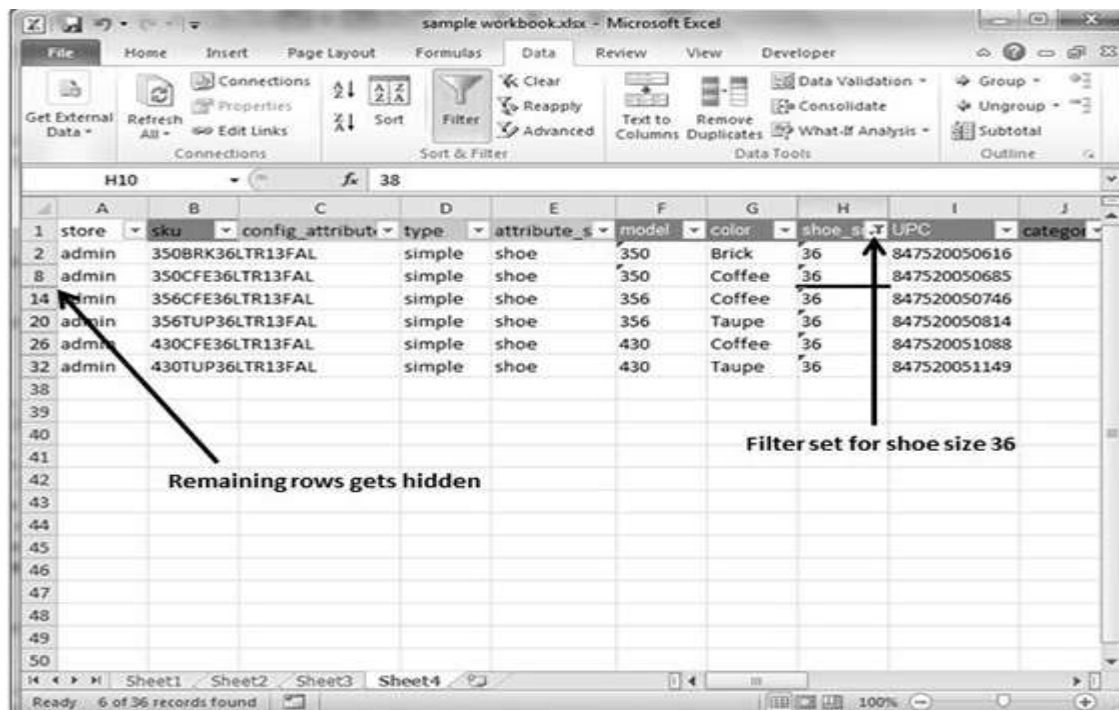 sample workbook.xlsx - Microsoft Excel
File Home Insert Page Layout Formulas Data Review View Developer
Get External Data
Refresh All
Connections
Properties
Edit Links
Connections
Sort
Filter
Clear
Reapply
Advanced
Sort & Filter
Text to Columns
Remove Duplicates
Data Validation
Consolidate
What-If Analysis
Data Tools
Group
Ungroup
Subtotal
Outline
H10 fx 38
A B C D E F G H I J
1 store sku config_attribut type attribute_s model color shoe_s UPC categor
2 admin 350BRK36LTR13FAL simple shoe 350 Brick 36 847520050616
8 admin 350CFE36LTR13FAL simple shoe 350 Coffee 36 847520050685
14 admin 356CFE36LTR13FAL simple shoe 356 Coffee 36 847520050746
20 admin 356TUP36LTR13FAL simple shoe 356 Taupe 36 847520050814
26 admin 430CFE36LTR13FAL simple shoe 430 Coffee 36 847520051088
32 admin 430TUP36LTR13FAL simple shoe 430 Taupe 36 847520051149
38
39
40
Filter set for shoe size 36
41
42
Remaining rows gets hidden
43
44
45
46
47
48
49
50
Sheet1 Sheet2 Sheet3 Sheet4
Ready 6 of 36 records found 100%